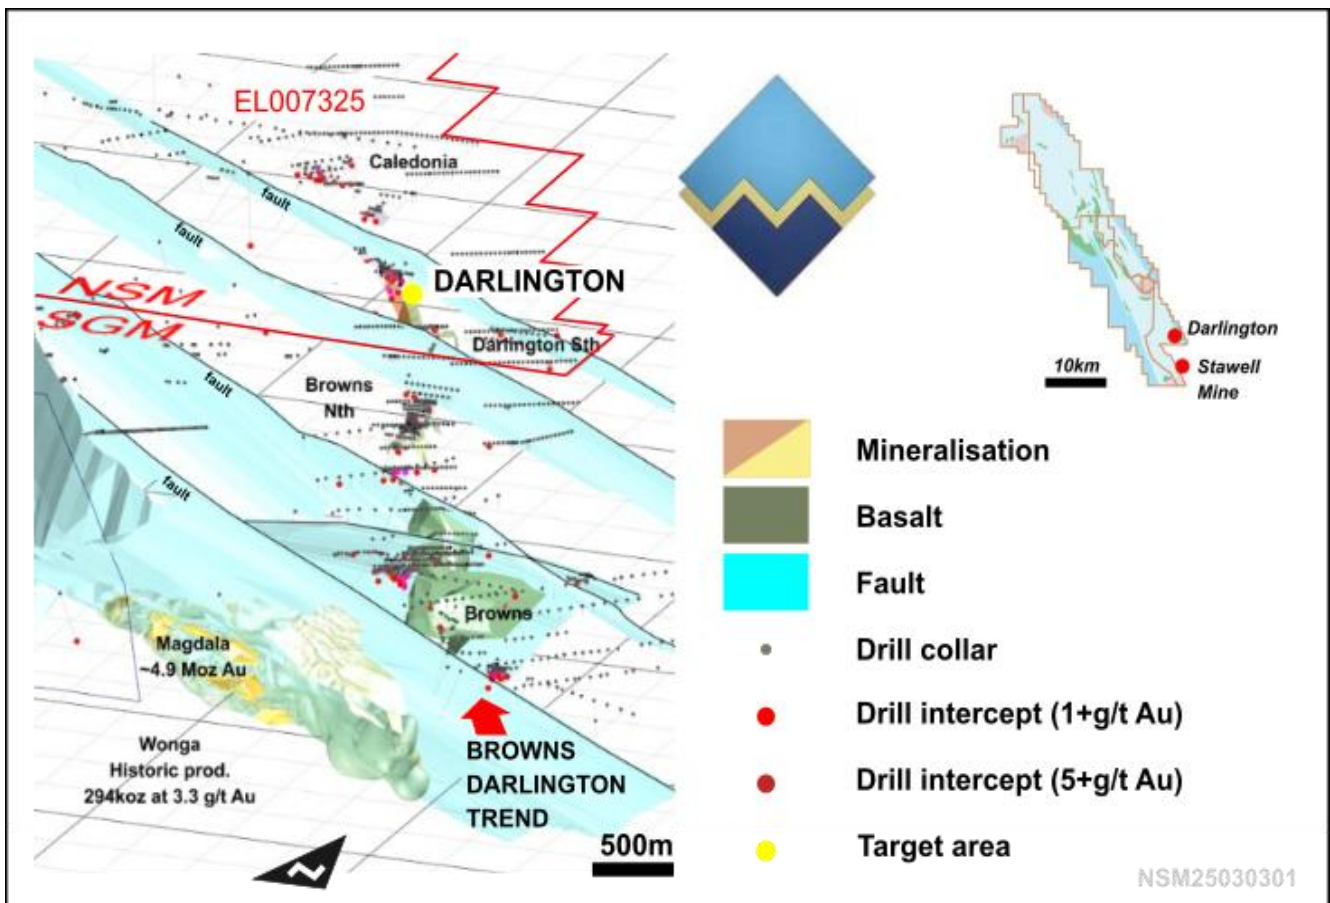 EL007325
Caledonia
fault
fault
DARLINGTON
NSM
SGM
Darlington Sth
fault
Browns
Nth
fault
Browns
Magdala
~4.9 Moz Au
Wonga
Historic prod.
294koz at 3.3 g/t Au
BROWNS
DARLINGTON
TREND
500m
Darlington
10km
Stawell
Mine
Mineralisation
Basalt
Fault
Drill collar
Drill intercept (1+g/t Au)
Drill intercept (5+g/t Au)
Target area
NSM25030301